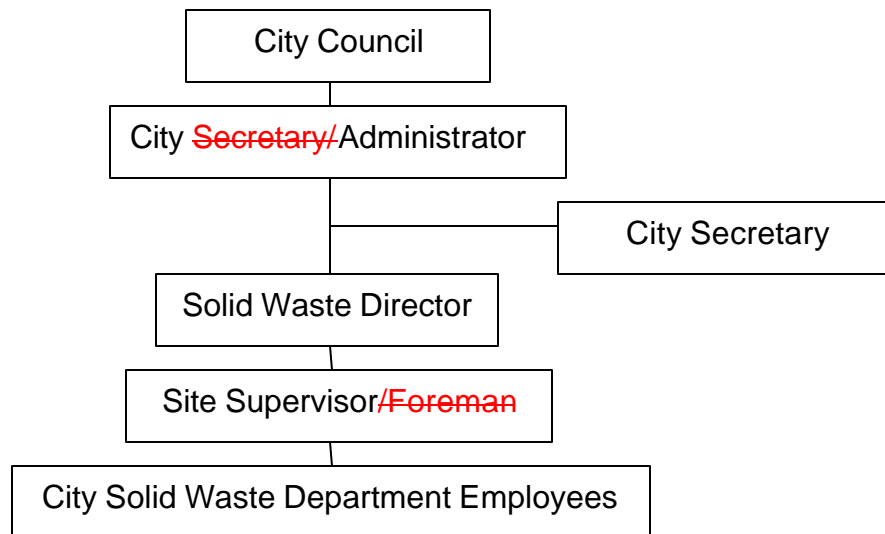 City Council
City Secretary/Administrator
City Secretary
Solid Waste Director
Site Supervisor/Foreman
City Solid Waste Department Employees